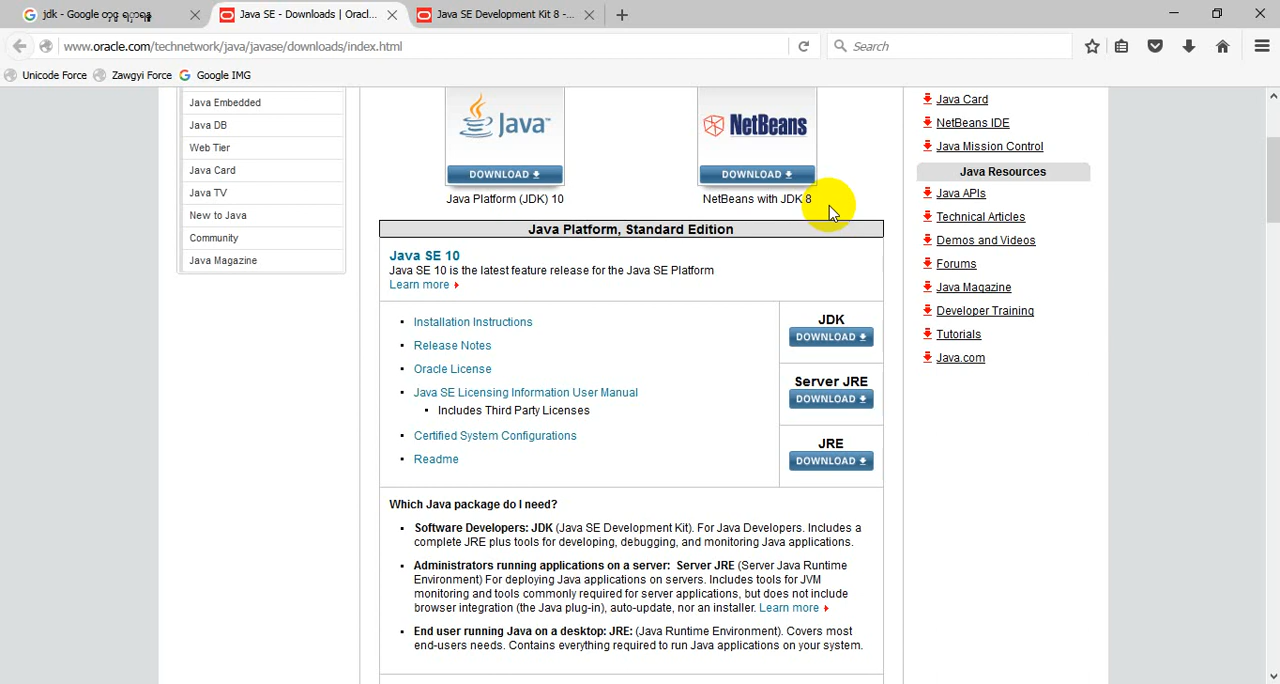 jdk - Google
Java SE - Downloads | Oracl...
Java SE Development Kit 8 -...
www.oracle.com/technetwork/java/javase/downloads/index.html
Search
Unicode Force
Zawgyi Force
Google IMG
Java Embedded
Java DB
Web Tier
Java Card
Java TV
New to Java
Community
Java Magazine
Java™
DOWNLOAD
Java Platform (JDK) 10
NetBeans
DOWNLOAD
NetBeans with JDK 8
Java Platform, Standard Edition
Java SE 10
Java SE 10 is the latest feature release for the Java SE Platform
Learn more
Installation Instructions
Release Notes
Oracle License
Java SE Licensing Information User Manual
Includes Third Party Licenses
Certified System Configurations
Readme
JDK
DOWNLOAD
Server JRE
DOWNLOAD
JRE
DOWNLOAD
Which Java package do I need?
Software Developers: JDK (Java SE Development Kit). For Java Developers. Includes a
complete JRE plus tools for developing, debugging, and monitoring Java applications.
Administrators running applications on a server: Server JRE (Server Java Runtime
Environment) For deploying Java applications on servers. Includes tools for JVM
monitoring and tools commonly required for server applications, but does not include
browser integration (the Java plug-in), auto-update, nor an installer. Learn more
End user running Java on a desktop: JRE: (Java Runtime Environment). Covers most
end-users needs. Contains everything required to run Java applications on your system.
Java Card
NetBeans IDE
Java Mission Control
Java Resources
Java APIs
Technical Articles
Demos and Videos
Forums
Java Magazine
Developer Training
Tutorials
Java.com